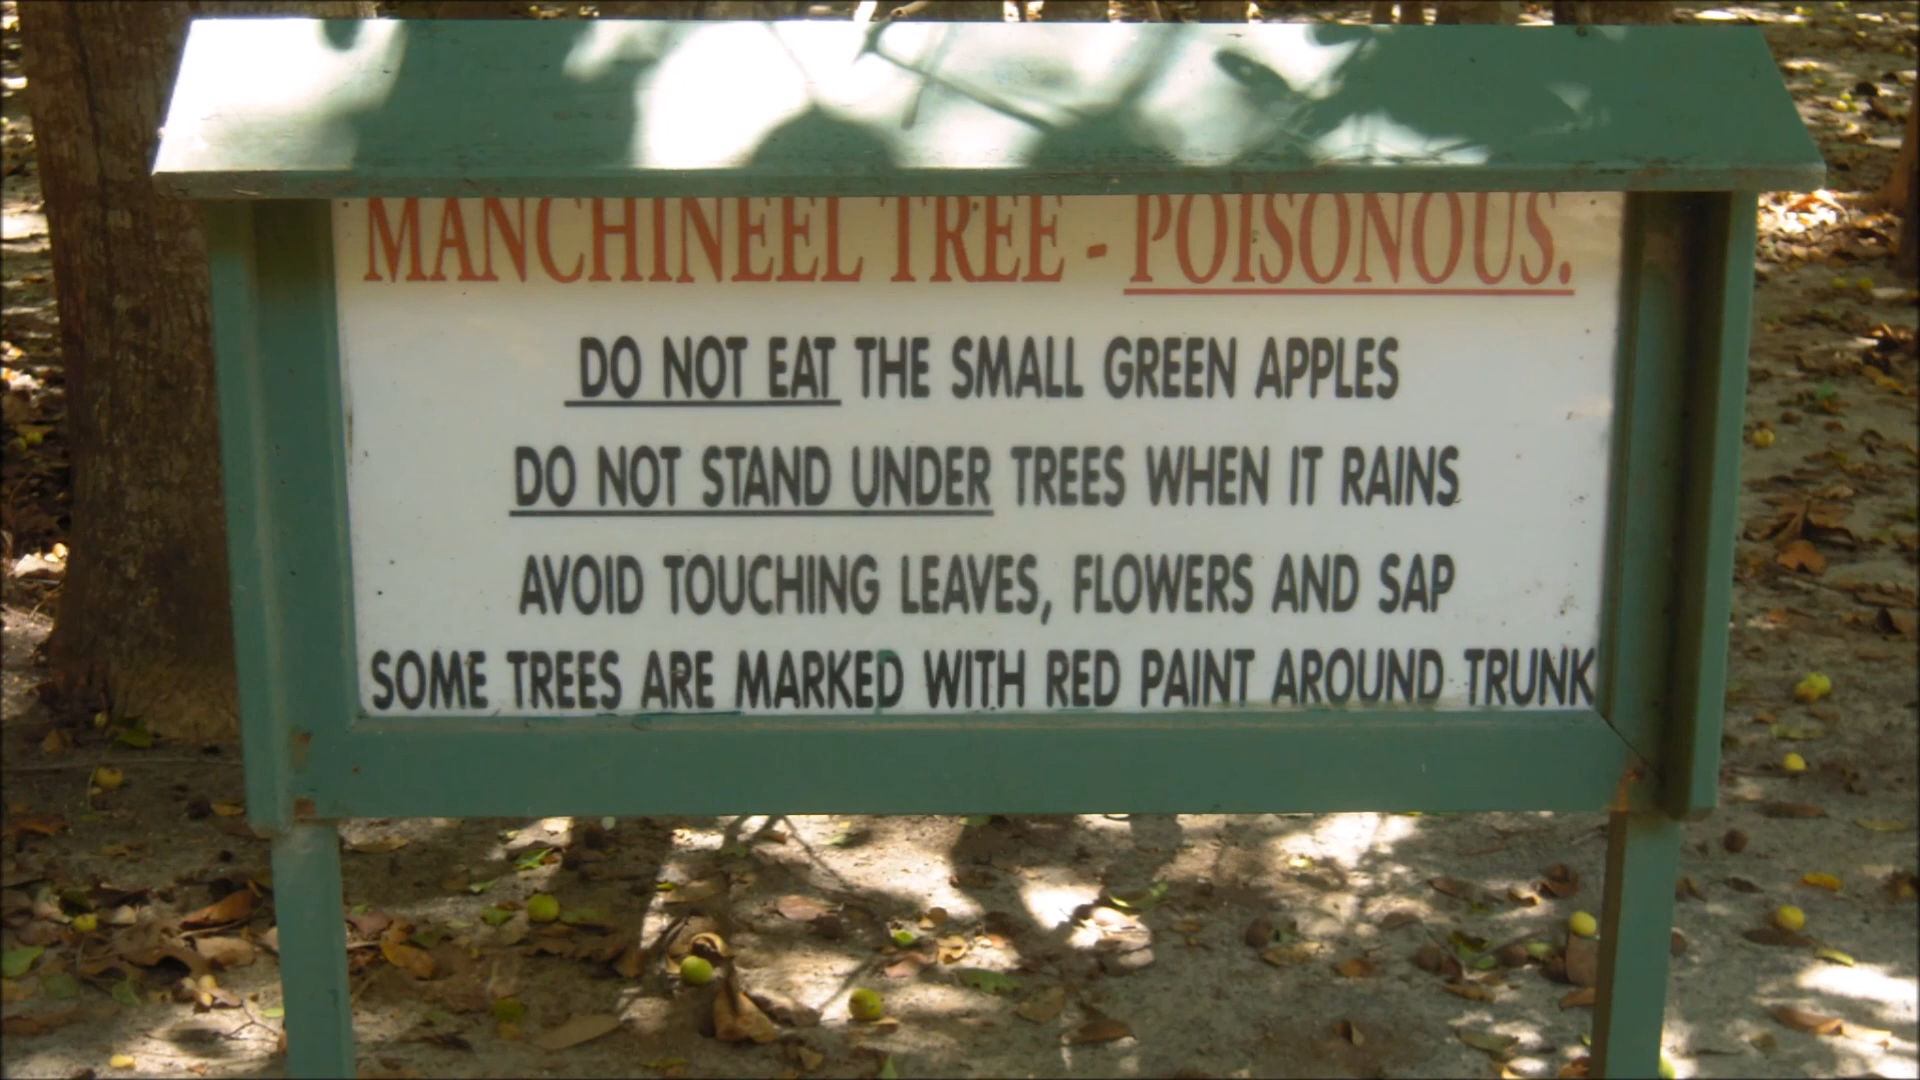 MANCHINEEL TREE - POISONOUS.
DO NOT EAT THE SMALL GREEN APPLES
DO NOT STAND UNDER TREES WHEN IT RAINS
AVOID TOUCHING LEAVES, FLOWERS AND SAP
SOME TREES ARE MARKED WITH RED PAINT AROUND TRUNK